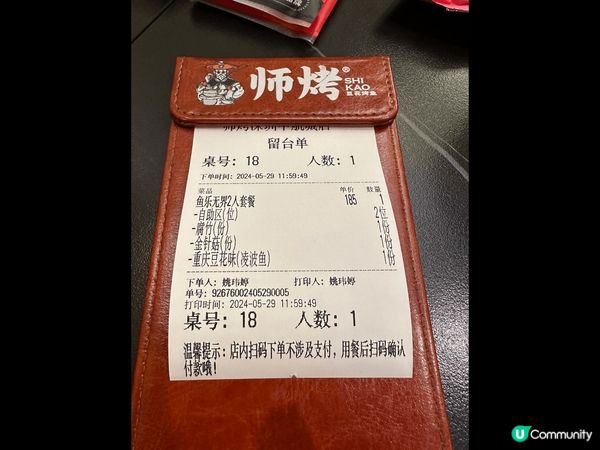 师烤®
SHI
KAO
豆花烤鱼
留台单
桌号: 18 人数: 1
下单时间: 2024-05-29 11:59:49
菜品 单价 数量
鱼乐无界2人套餐 185 1
-自助区(位) 2位
-腐竹(份) 1份
-金针菇(份) 1份
-重庆豆花味(凌波鱼) 1份
下单人: 姚玮婷 打印人: 姚玮婷
单号: 92676002405290005
打印时间: 2024-05-29 11:59:49
桌号: 18 人数: 1
温馨提示: 店内扫码下单不涉及支付, 用餐后扫码确认
付款哦!
U Community